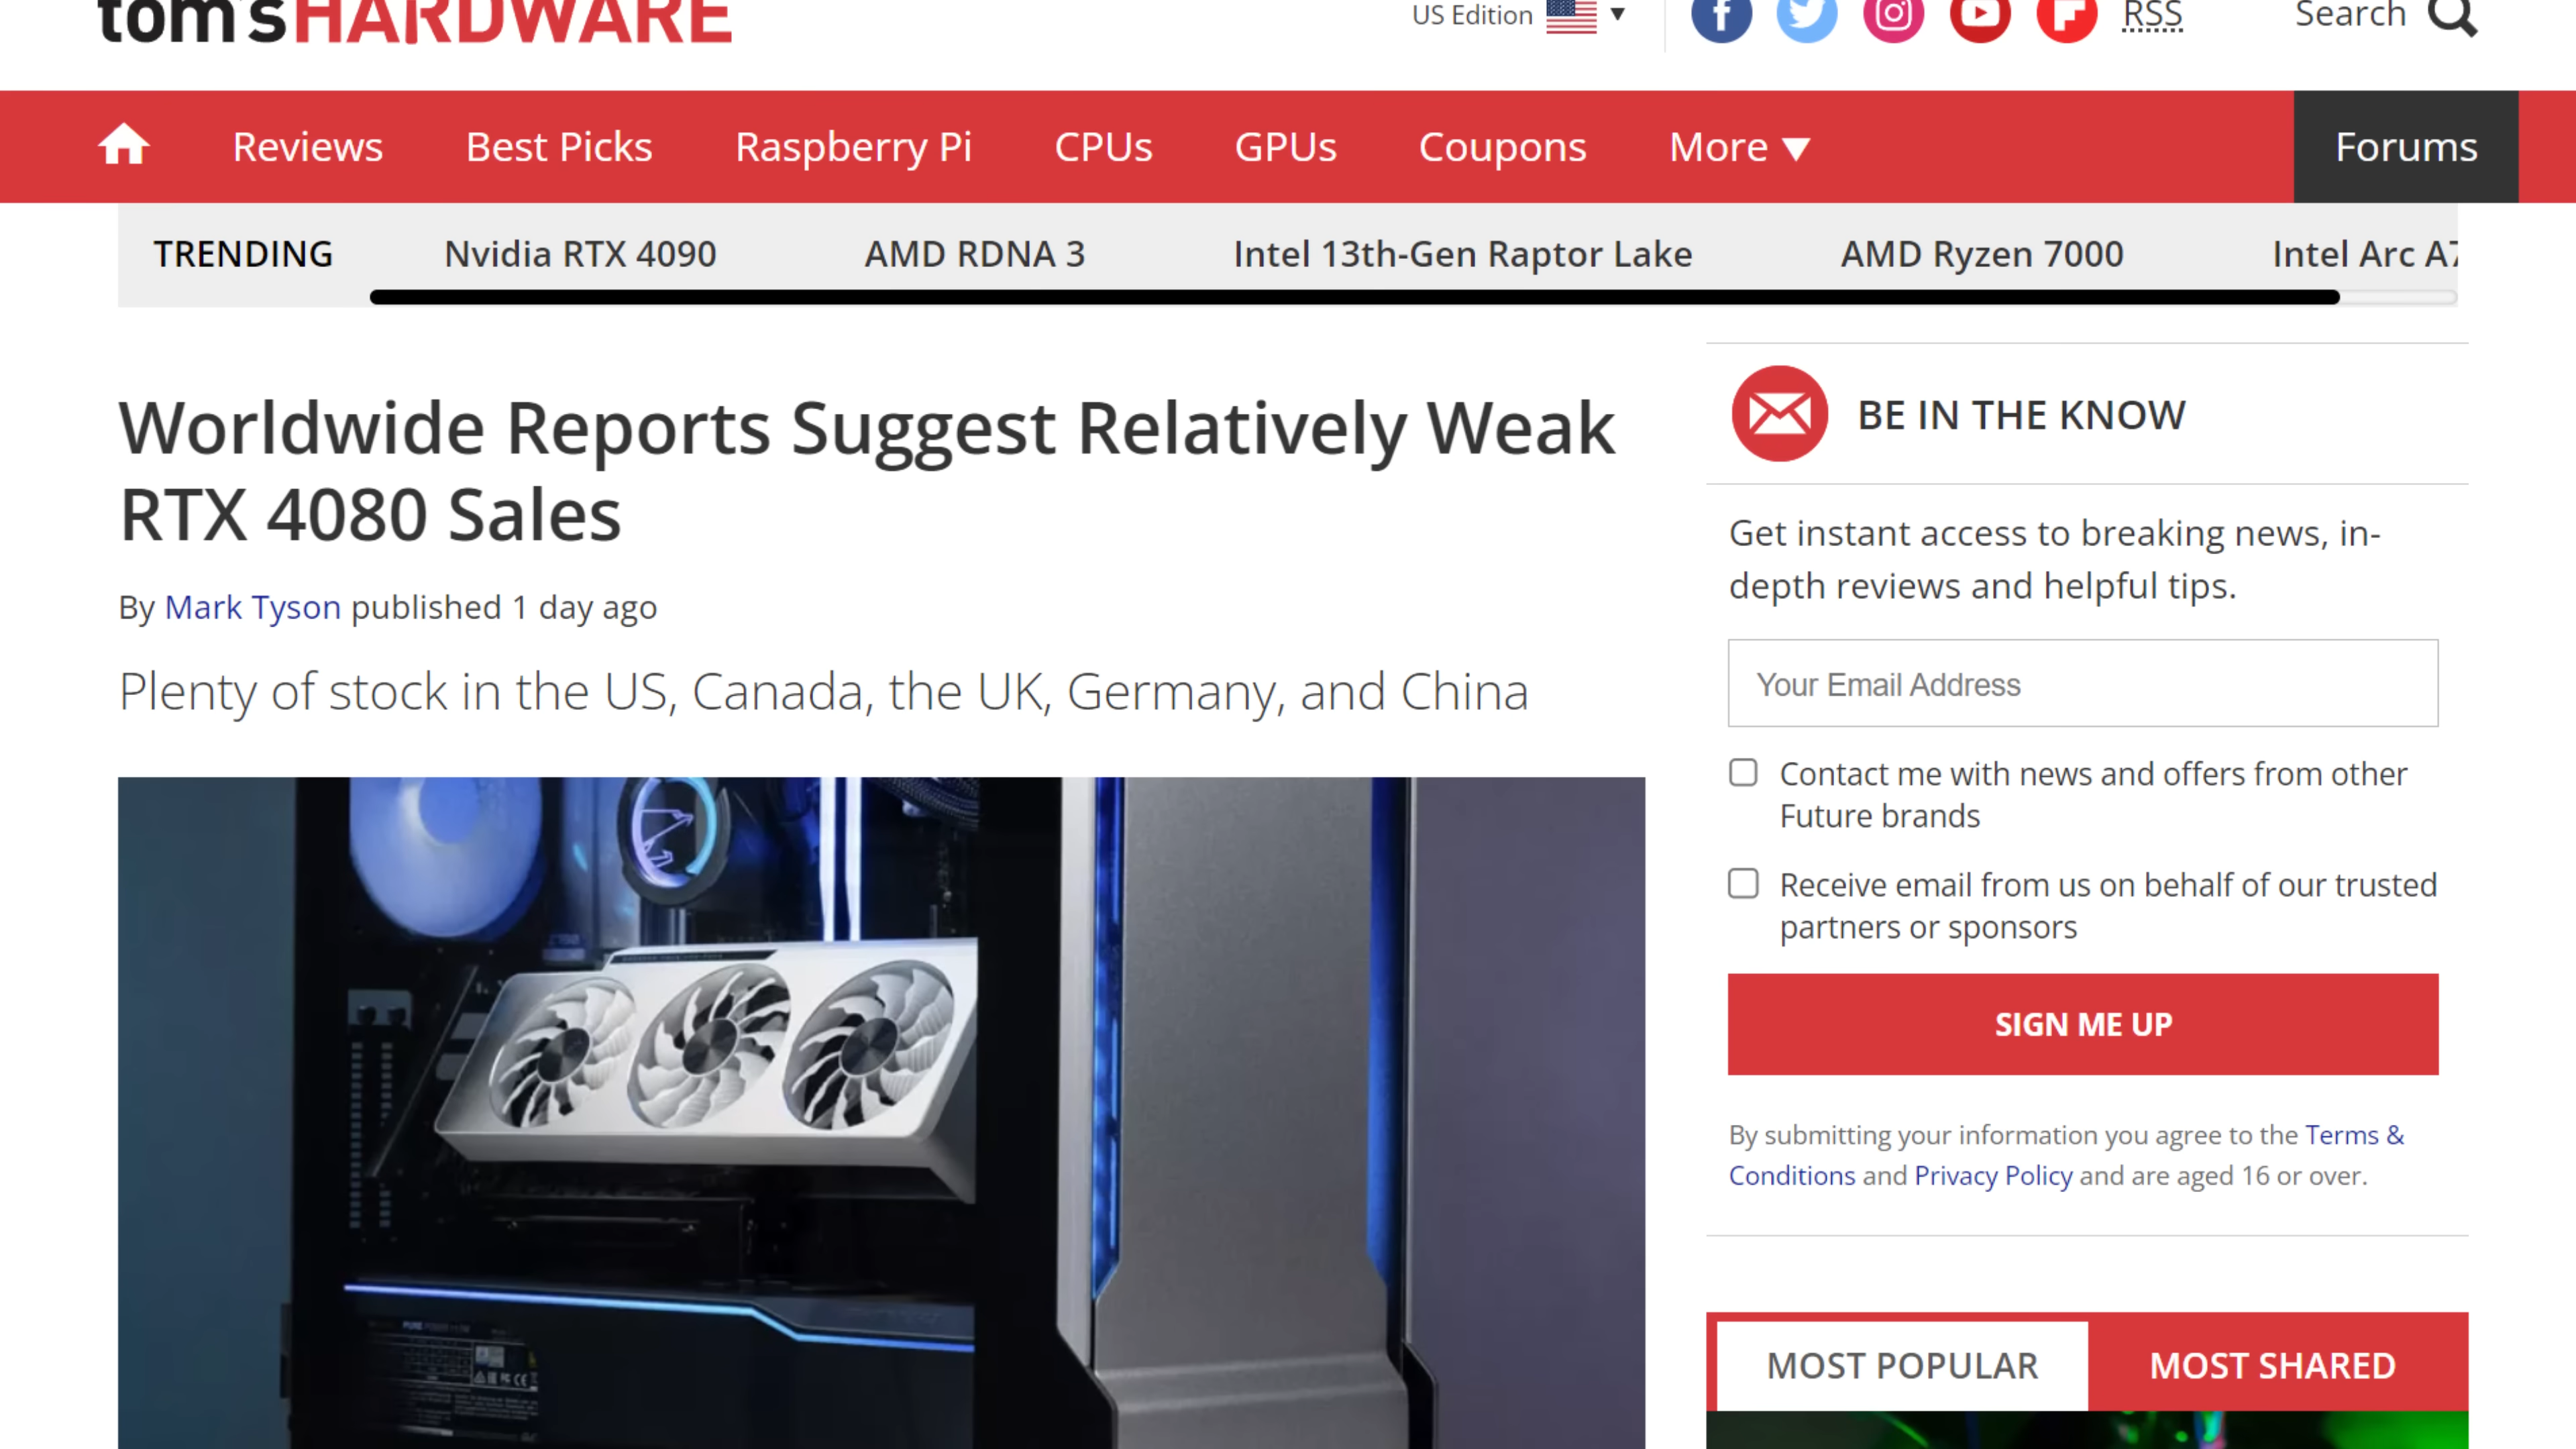 tom'sHARDWARE
US Edition
RSS
Search
Reviews
Best Picks
Raspberry Pi
CPUs
GPUs
Coupons
More
Forums
TRENDING
Nvidia RTX 4090
AMD RDNA 3
Intel 13th-Gen Raptor Lake
AMD Ryzen 7000
Intel Arc A7
Worldwide Reports Suggest Relatively Weak
RTX 4080 Sales
By Mark Tyson published 1 day ago
Plenty of stock in the US, Canada, the UK, Germany, and China
BE IN THE KNOW
Get instant access to breaking news, in-
depth reviews and helpful tips.
Your Email Address
Contact me with news and offers from other
Future brands
Receive email from us on behalf of our trusted
partners or sponsors
SIGN ME UP
By submitting your information you agree to the Terms &
Conditions and Privacy Policy and are aged 16 or over.
MOST POPULAR
MOST SHARED